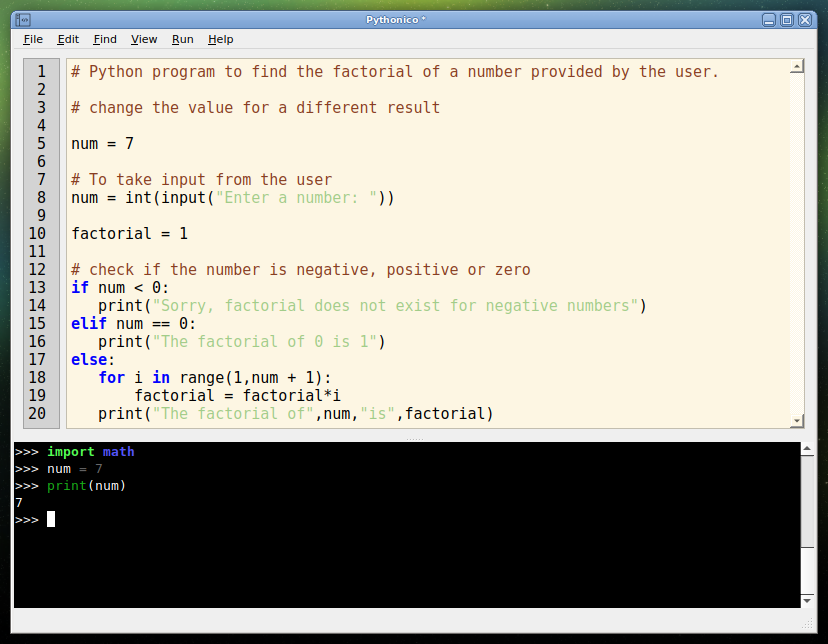 Pythonico *
File Edit Find View Run Help
1 # Python program to find the factorial of a number provided by the user.
2
3 # change the value for a different result
4
5 num = 7
6
7 # To take input from the user
8 num = int(input("Enter a number: "))
9
10 factorial = 1
11
12 # check if the number is negative, positive or zero
13 if num < 0:
14    print("Sorry, factorial does not exist for negative numbers")
15 elif num == 0:
16    print("The factorial of 0 is 1")
17 else:
18    for i in range(1,num + 1):
19        factorial = factorial*i
20    print("The factorial of",num,"is",factorial)
>>> import math
>>> num = 7
>>> print(num)
7
>>>